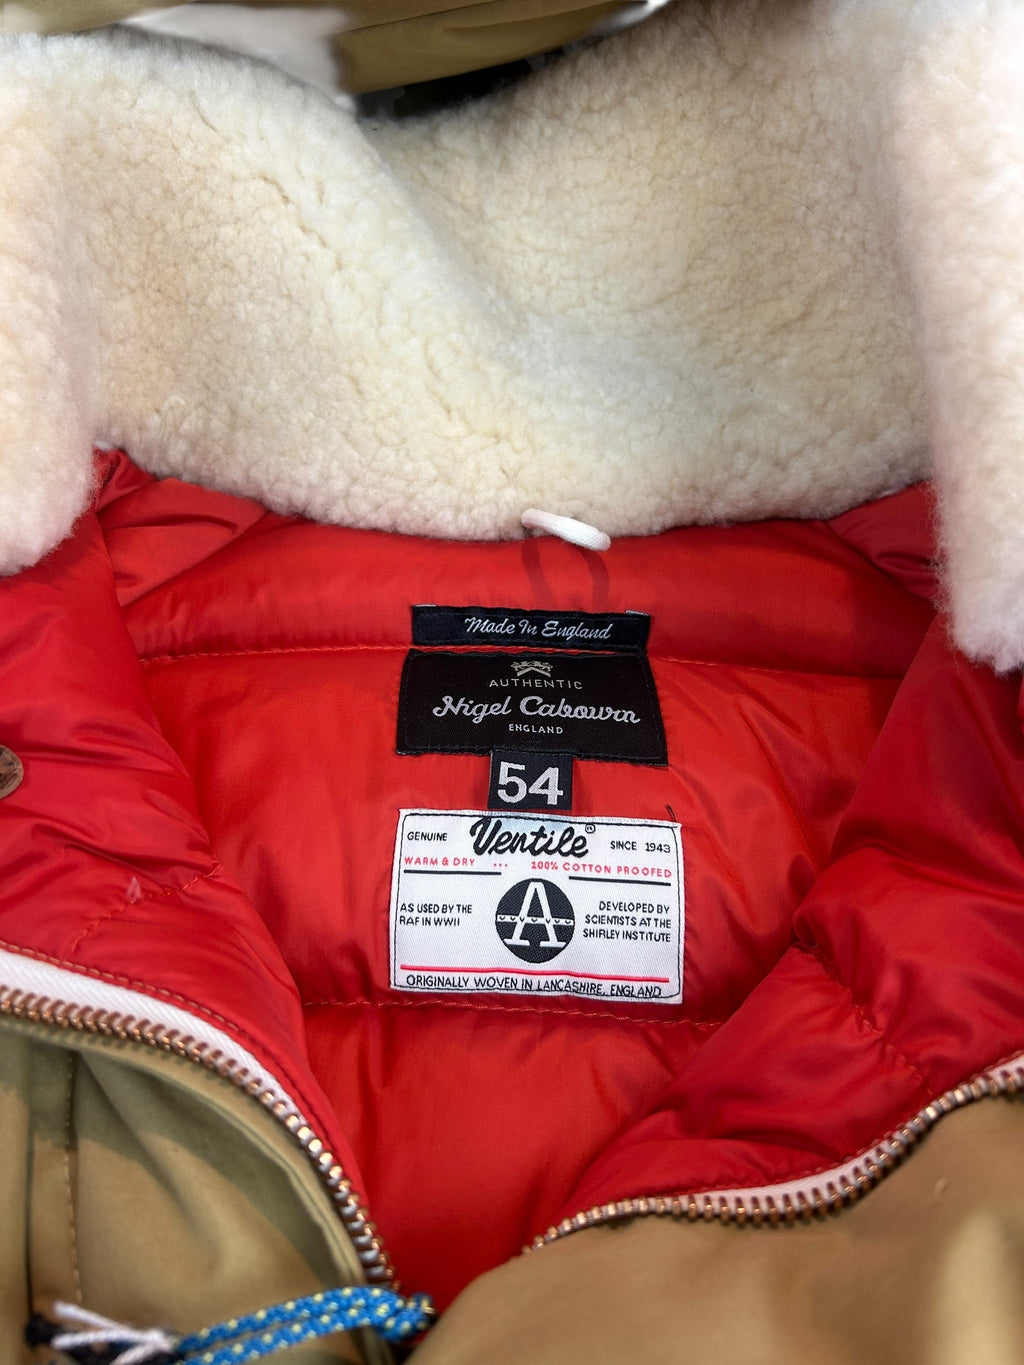 Made In England
AUTHENTIC
Nigel Cabourn
ENGLAND
54
GENUINE Ventile® SINCE 1943
WARM & DRY ••• 100% COTTON PROOFED
AS USED BY THE
RAF IN WWII
A
DEVELOPED BY
SCIENTISTS AT THE
SHIRLEY INSTITUTE
ORIGINALLY WOVEN IN LANCASHIRE, ENGLAND